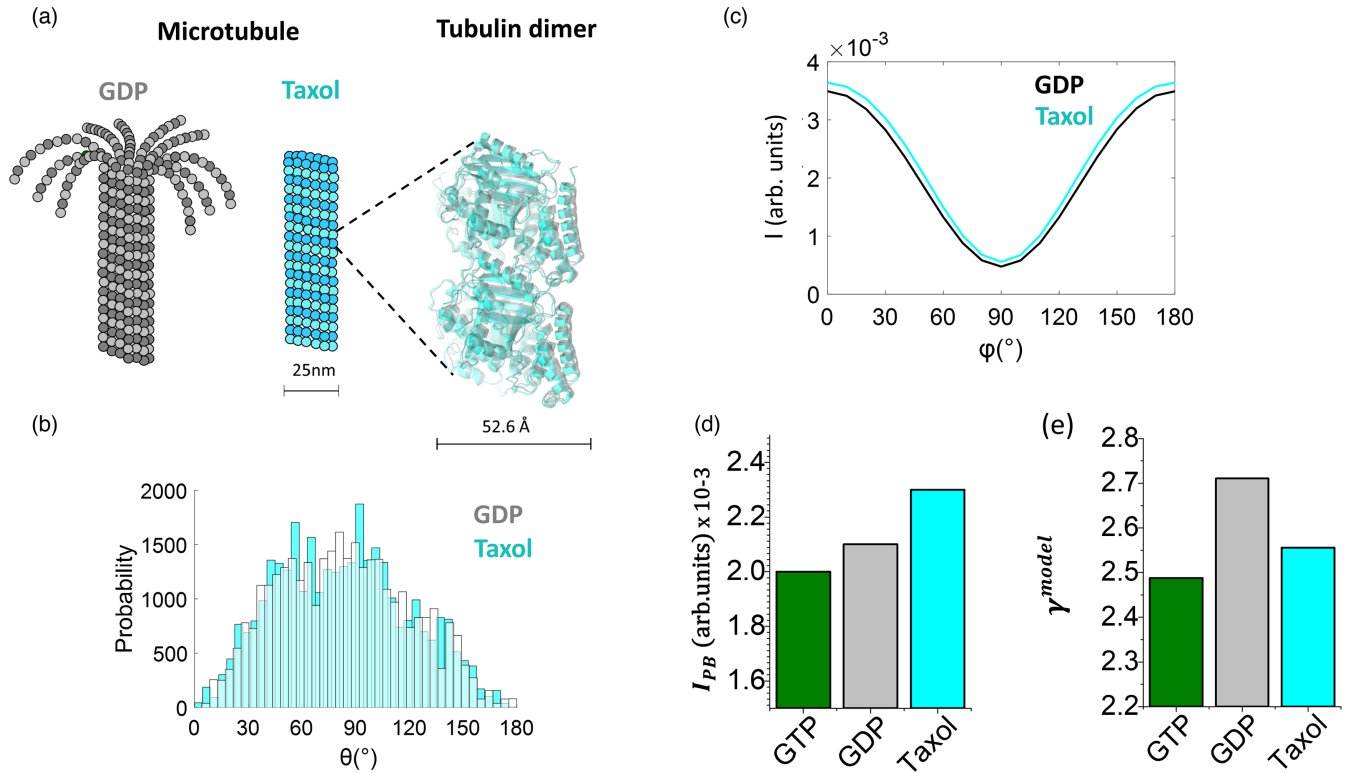 (a)
Microtubule
Tubulin dimer
GDP
Taxol
25nm
52.6 Å
(b)
2000
1500
1000
500
0
Probability
GDP
Taxol
0 30 60 90 120 150 180
θ(°)
(c)
×10⁻³
4
3
2
1
0
I (arb. units)
GDP
Taxol
0 30 60 90 120 150 180
φ(°)
(d)
2.4
2.2
2.0
1.8
1.6
I_PB (arb.units) x 10-3
GTP GDP Taxol
(e)
2.8
2.7
2.6
2.5
2.4
2.3
2.2
γ^model
GTP GDP Taxol